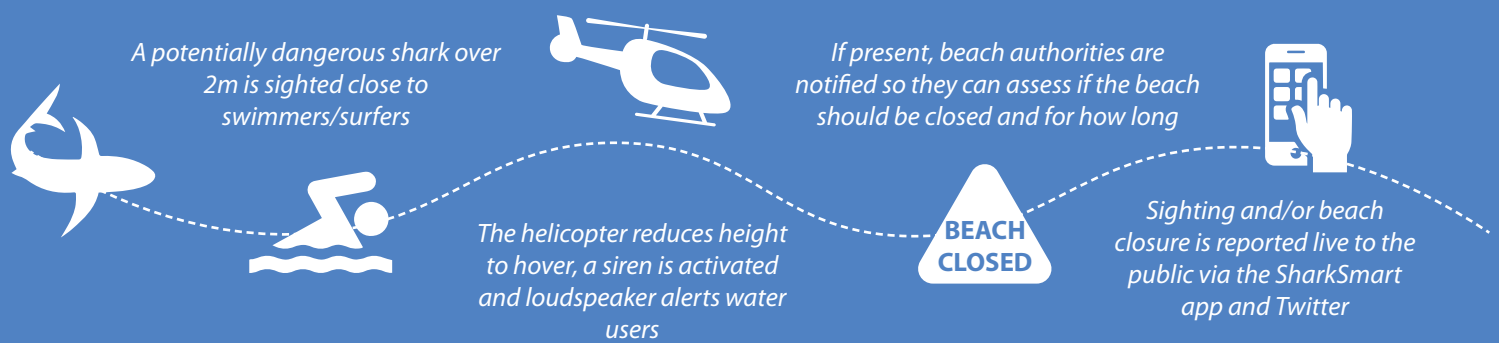 A potentially dangerous shark over
2m is sighted close to
swimmers/surfers
The helicopter reduces height
to hover, a siren is activated
and loudspeaker alerts water
users
If present, beach authorities are
notified so they can assess if the beach
should be closed and for how long
BEACH
CLOSED
Sighting and/or beach
closure is reported live to the
public via the SharkSmart
app and Twitter